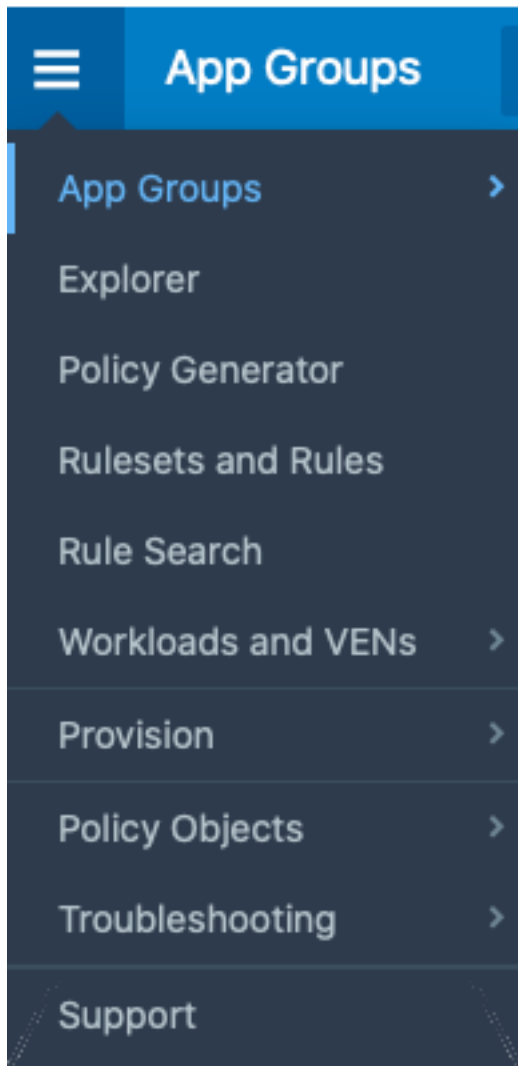 App Groups
App Groups
Explorer
Policy Generator
Rulesets and Rules
Rule Search
Workloads and VENs
Provision
Policy Objects
Troubleshooting
Support